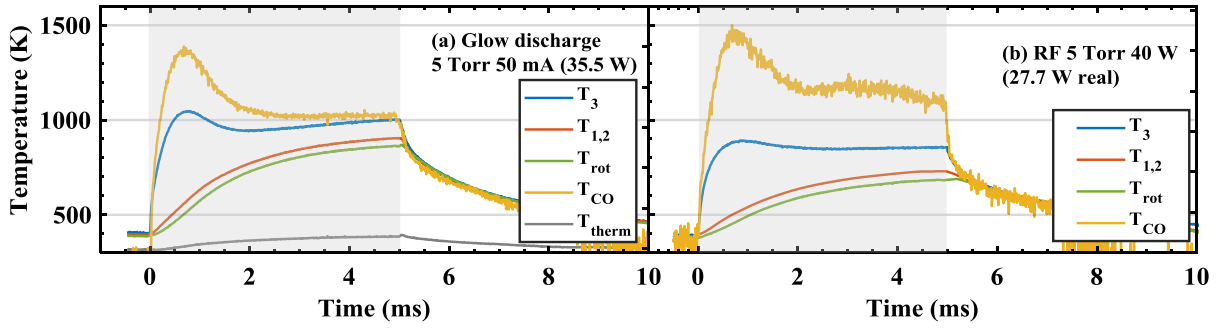 1500
1000
500
Temperature (K)
(a) Glow discharge
5 Torr 50 mA (35.5 W)
T3
T1,2
Trot
TCO
Ttherm
0
2
4
6
8
10
Time (ms)
(b) RF 5 Torr 40 W
(27.7 W real)
T3
T1,2
Trot
TCO
0
2
4
6
8
10
Time (ms)